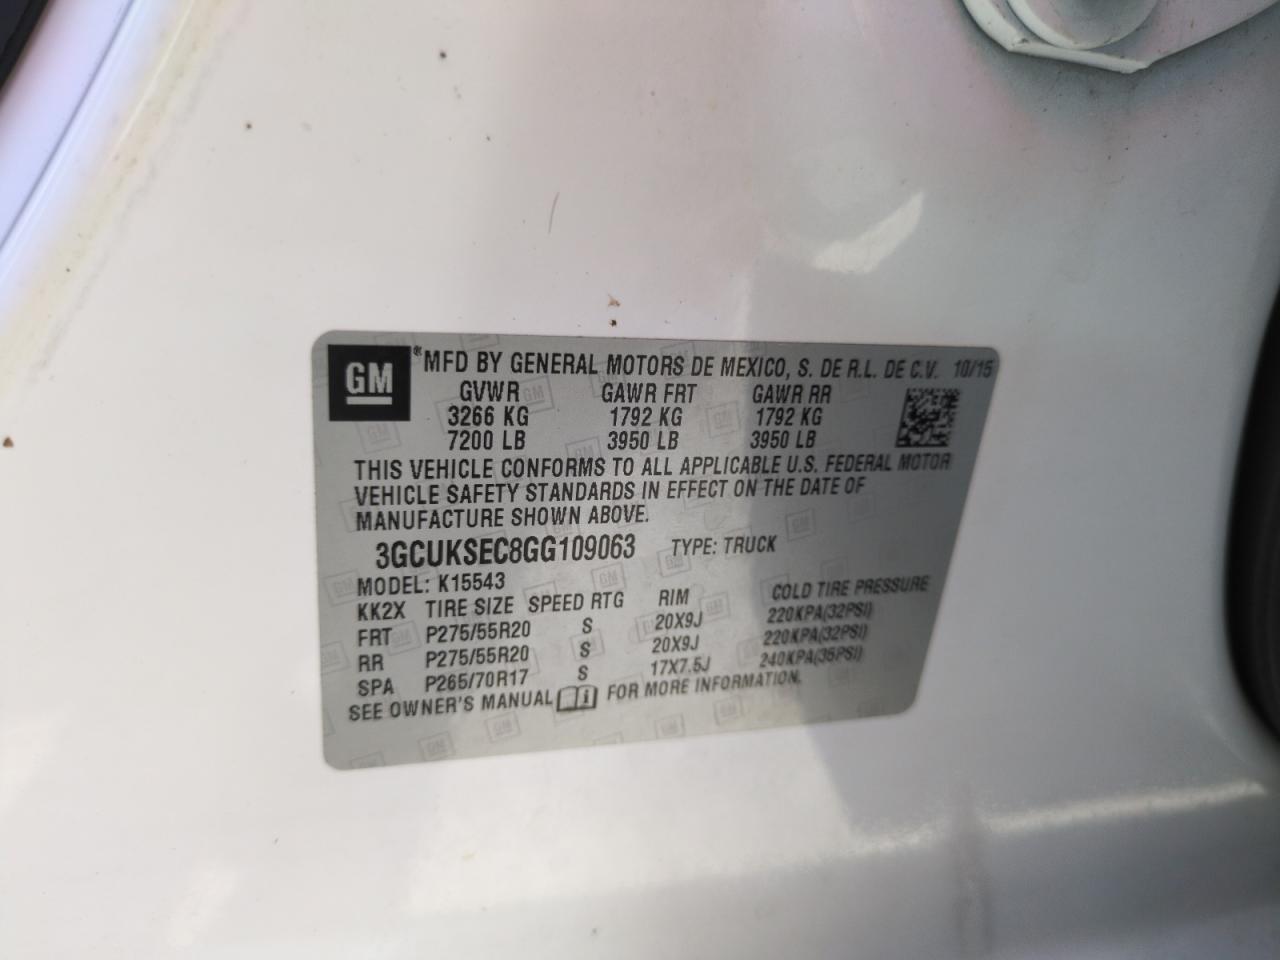 GM ® MFD BY GENERAL MOTORS DE MEXICO, S. DE R.L. DE C.V. 10/15
GVWR GAWR FRT GAWR RR
3266 KG 1792 KG 1792 KG
7200 LB 3950 LB 3950 LB
THIS VEHICLE CONFORMS TO ALL APPLICABLE U.S. FEDERAL MOTOR
VEHICLE SAFETY STANDARDS IN EFFECT ON THE DATE OF
MANUFACTURE SHOWN ABOVE.
3GCUKSEC8GG109063 TYPE: TRUCK
MODEL: K15543
KK2X TIRE SIZE SPEED RTG RIM COLD TIRE PRESSURE
FRT P275/55R20 S 20X9J 220KPA(32PSI)
RR P275/55R20 S 20X9J 220KPA(32PSI)
SPA P265/70R17 S 17X7.5J 240KPA(35PSI)
SEE OWNER'S MANUAL FOR MORE INFORMATION.